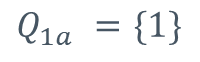 Q₁ₐ = {1}